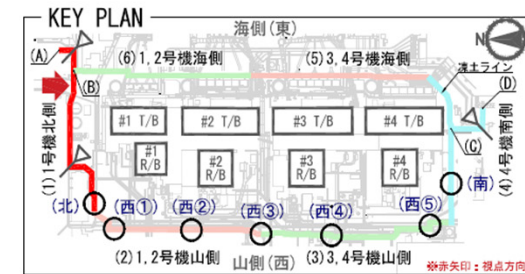 KEY PLAN
海側(東)
N
(A)
(6)1,2号機海側
(5)3,4号機海側
凍土ライン
(B)
(D)
(1)1号機北側
#1 T/B
#2 T/B
#3 T/B
#4 T/B
(C)
(4)4号機南側
#1
R/B
#2
R/B
#3
R/B
#4
R/B
(北)
(西①)
(西②)
(西③)
(西④)
(西⑤)
(南)
(2)1,2号機山側
(3)3,4号機山側
山側(西)
※赤矢印:視点方向